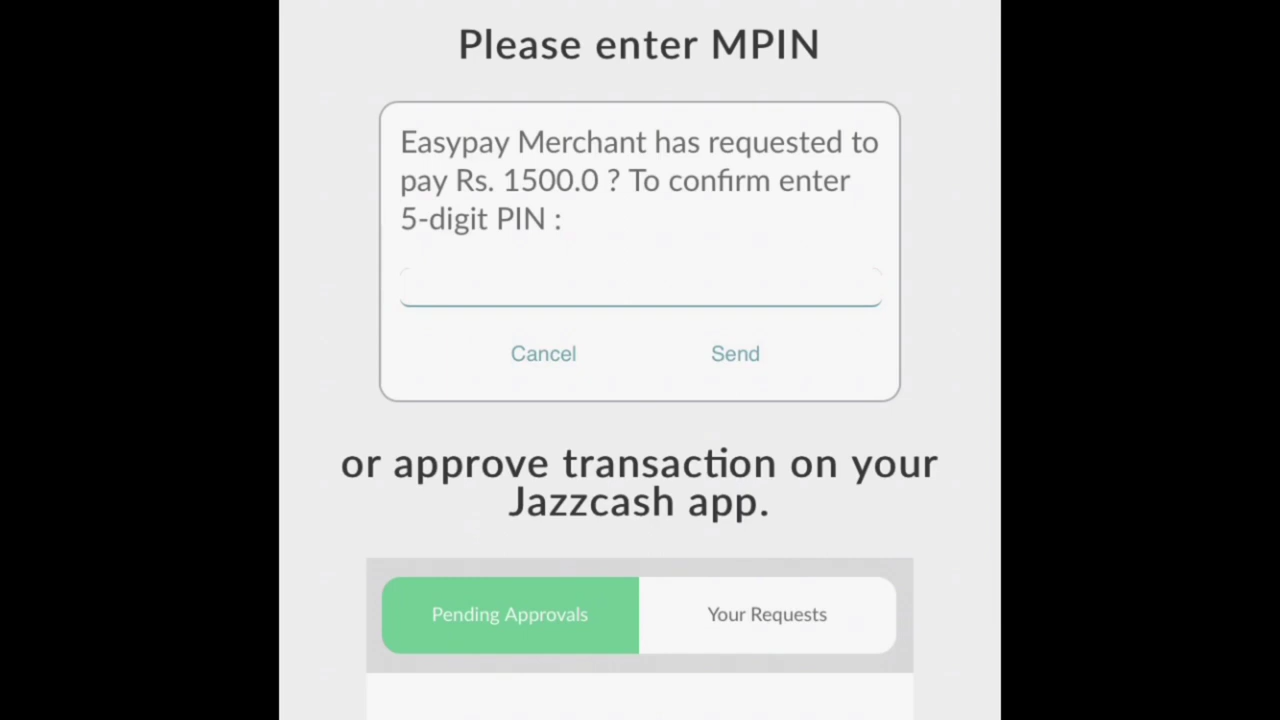 Please enter MPIN
Easypay Merchant has requested to
pay Rs. 1500.0 ? To confirm enter
5-digit PIN :
Cancel Send
or approve transaction on your
Jazzcash app.
Pending Approvals Your Requests